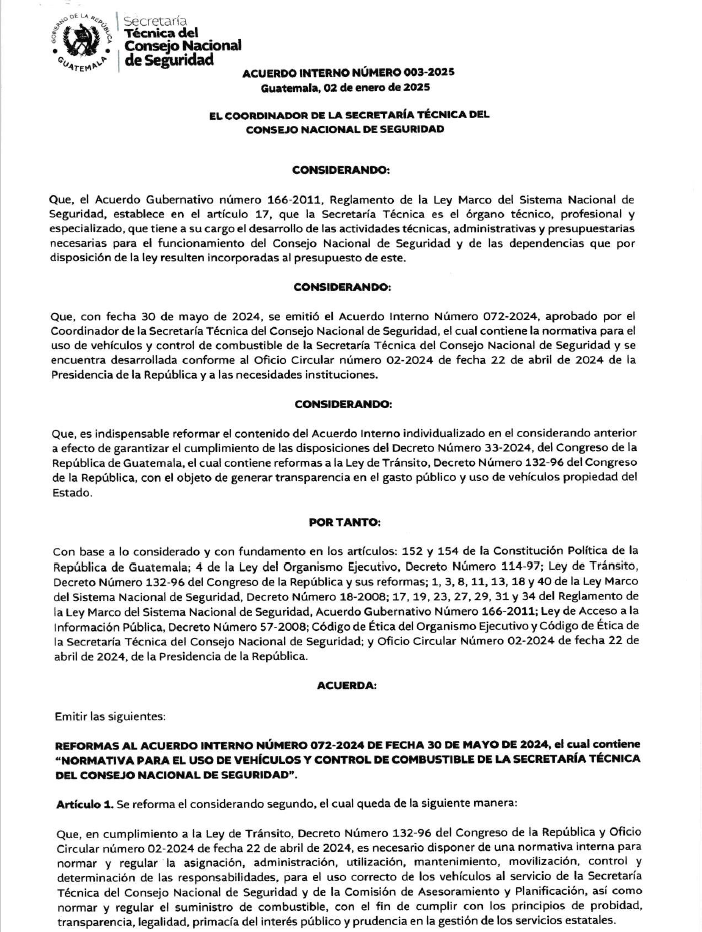 GOBIERNO DE LA REPÚBLICA
GUATEMALA
Secretaría
Técnica del
Consejo Nacional
de Seguridad
ACUERDO INTERNO NÚMERO 003-2025
Guatemala, 02 de enero de 2025
EL COORDINADOR DE LA SECRETARÍA TÉCNICA DEL
CONSEJO NACIONAL DE SEGURIDAD
CONSIDERANDO:
Que, el Acuerdo Gubernativo número 166-2011, Reglamento de la Ley Marco del Sistema Nacional de
Seguridad, establece en el artículo 17, que la Secretaría Técnica es el órgano técnico, profesional y
especializado, que tiene a su cargo el desarrollo de las actividades técnicas, administrativas y presupuestarias
necesarias para el funcionamiento del Consejo Nacional de Seguridad y de las dependencias que por
disposición de la ley resulten incorporadas al presupuesto de este.
CONSIDERANDO:
Que, con fecha 30 de mayo de 2024, se emitió el Acuerdo Interno Número 072-2024, aprobado por el
Coordinador de la Secretaría Técnica del Consejo Nacional de Seguridad, el cual contiene la normativa para el
uso de vehículos y control de combustible de la Secretaría Técnica del Consejo Nacional de Seguridad y se
encuentra desarrollada conforme al Oficio Circular número 02-2024 de fecha 22 de abril de 2024 de la
Presidencia de la República y a las necesidades instituciones.
CONSIDERANDO:
Que, es indispensable reformar el contenido del Acuerdo Interno individualizado en el considerando anterior
a efecto de garantizar el cumplimiento de las disposiciones del Decreto Número 33-2024, del Congreso de la
República de Guatemala, el cual contiene reformas a la Ley de Tránsito, Decreto Número 132-96 del Congreso
de la República, con el objeto de generar transparencia en el gasto público y uso de vehículos propiedad del
Estado.
POR TANTO:
Con base a lo considerado y con fundamento en los artículos: 152 y 154 de la Constitución Política de la
República de Guatemala; 4 de la Ley del Organismo Ejecutivo, Decreto Número 114-97; Ley de Tránsito,
Decreto Número 132-96 del Congreso de la República y sus reformas; 1, 3, 8, 11, 13, 18 y 40 de la Ley Marco
del Sistema Nacional de Seguridad, Decreto Número 18-2008; 17, 19, 23, 27, 29, 31 y 34 del Reglamento de
la Ley Marco del Sistema Nacional de Seguridad, Acuerdo Gubernativo Número 166-2011; Ley de Acceso a la
Información Pública, Decreto Número 57-2008; Código de Ética del Organismo Ejecutivo y Código de Ética de
la Secretaría Técnica del Consejo Nacional de Seguridad; y Oficio Circular Número 02-2024 de fecha 22 de
abril de 2024, de la Presidencia de la República.
ACUERDA:
Emitir las siguientes:
REFORMAS AL ACUERDO INTERNO NÚMERO 072-2024 DE FECHA 30 DE MAYO DE 2024, el cual contiene
"NORMATIVA PARA EL USO DE VEHÍCULOS Y CONTROL DE COMBUSTIBLE DE LA SECRETARÍA TÉCNICA
DEL CONSEJO NACIONAL DE SEGURIDAD".
Artículo 1. Se reforma el considerando segundo, el cual queda de la siguiente manera:
Que, en cumplimiento a la Ley de Tránsito, Decreto Número 132-96 del Congreso de la República y Oficio
Circular número 02-2024 de fecha 22 de abril de 2024, es necesario disponer de una normativa interna para
normar y regular la asignación, administración, utilización, mantenimiento, movilización, control y
determinación de las responsabilidades, para el uso correcto de los vehículos al servicio de la Secretaría
Técnica del Consejo Nacional de Seguridad y de la Comisión de Asesoramiento y Planificación, así como
normar y regular el suministro de combustible, con el fin de cumplir con los principios de probidad,
transparencia, legalidad, primacía del interés público y prudencia en la gestión de los servicios estatales.